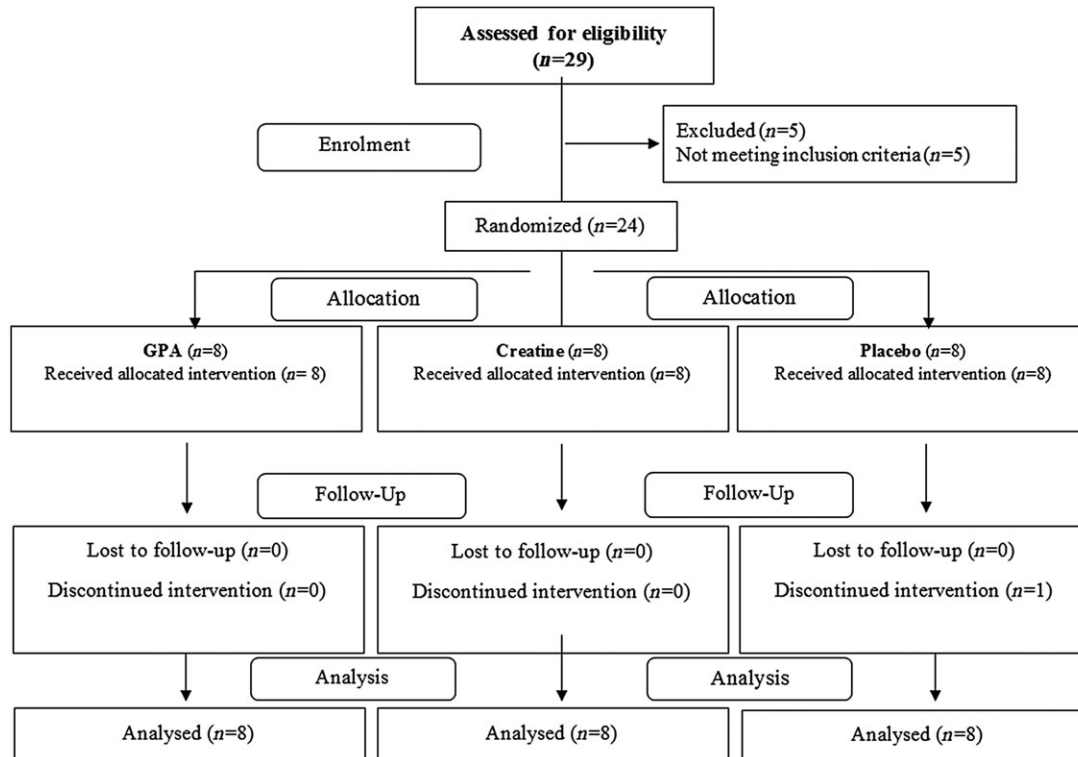 Assessed for eligibility
(n=29)
Enrolment
Excluded (n=5)
Not meeting inclusion criteria (n=5)
Randomized (n=24)
Allocation
Allocation
GPA (n=8)
Received allocated intervention (n= 8)
Creatine (n=8)
Received allocated intervention (n=8)
Placebo (n=8)
Received allocated intervention (n=8)
Follow-Up
Follow-Up
Lost to follow-up (n=0)
Discontinued intervention (n=0)
Lost to follow-up (n=0)
Discontinued intervention (n=0)
Lost to follow-up (n=0)
Discontinued intervention (n=1)
Analysis
Analysis
Analysed (n=8)
Analysed (n=8)
Analysed (n=8)